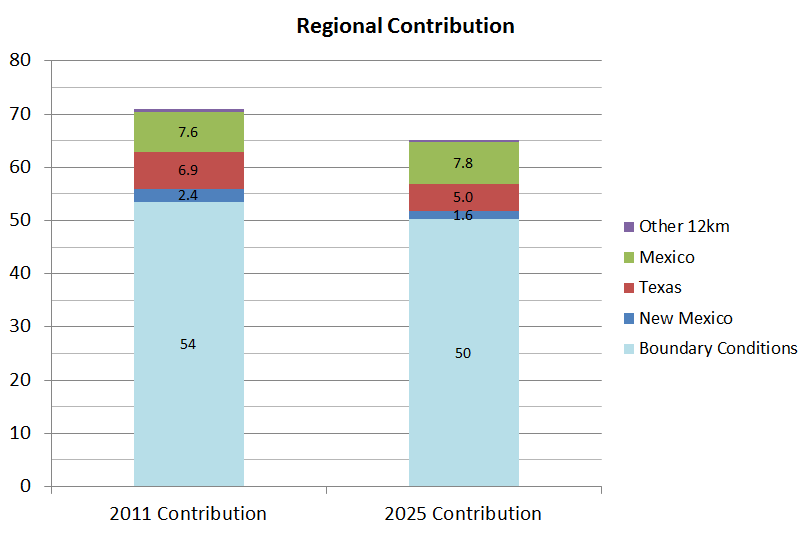 Regional Contribution
80
70
60
50
40
30
20
10
0
7.6
6.9
2.4
54
7.8
5.0
1.6
50
2011 Contribution
2025 Contribution
Other 12km
Mexico
Texas
New Mexico
Boundary Conditions